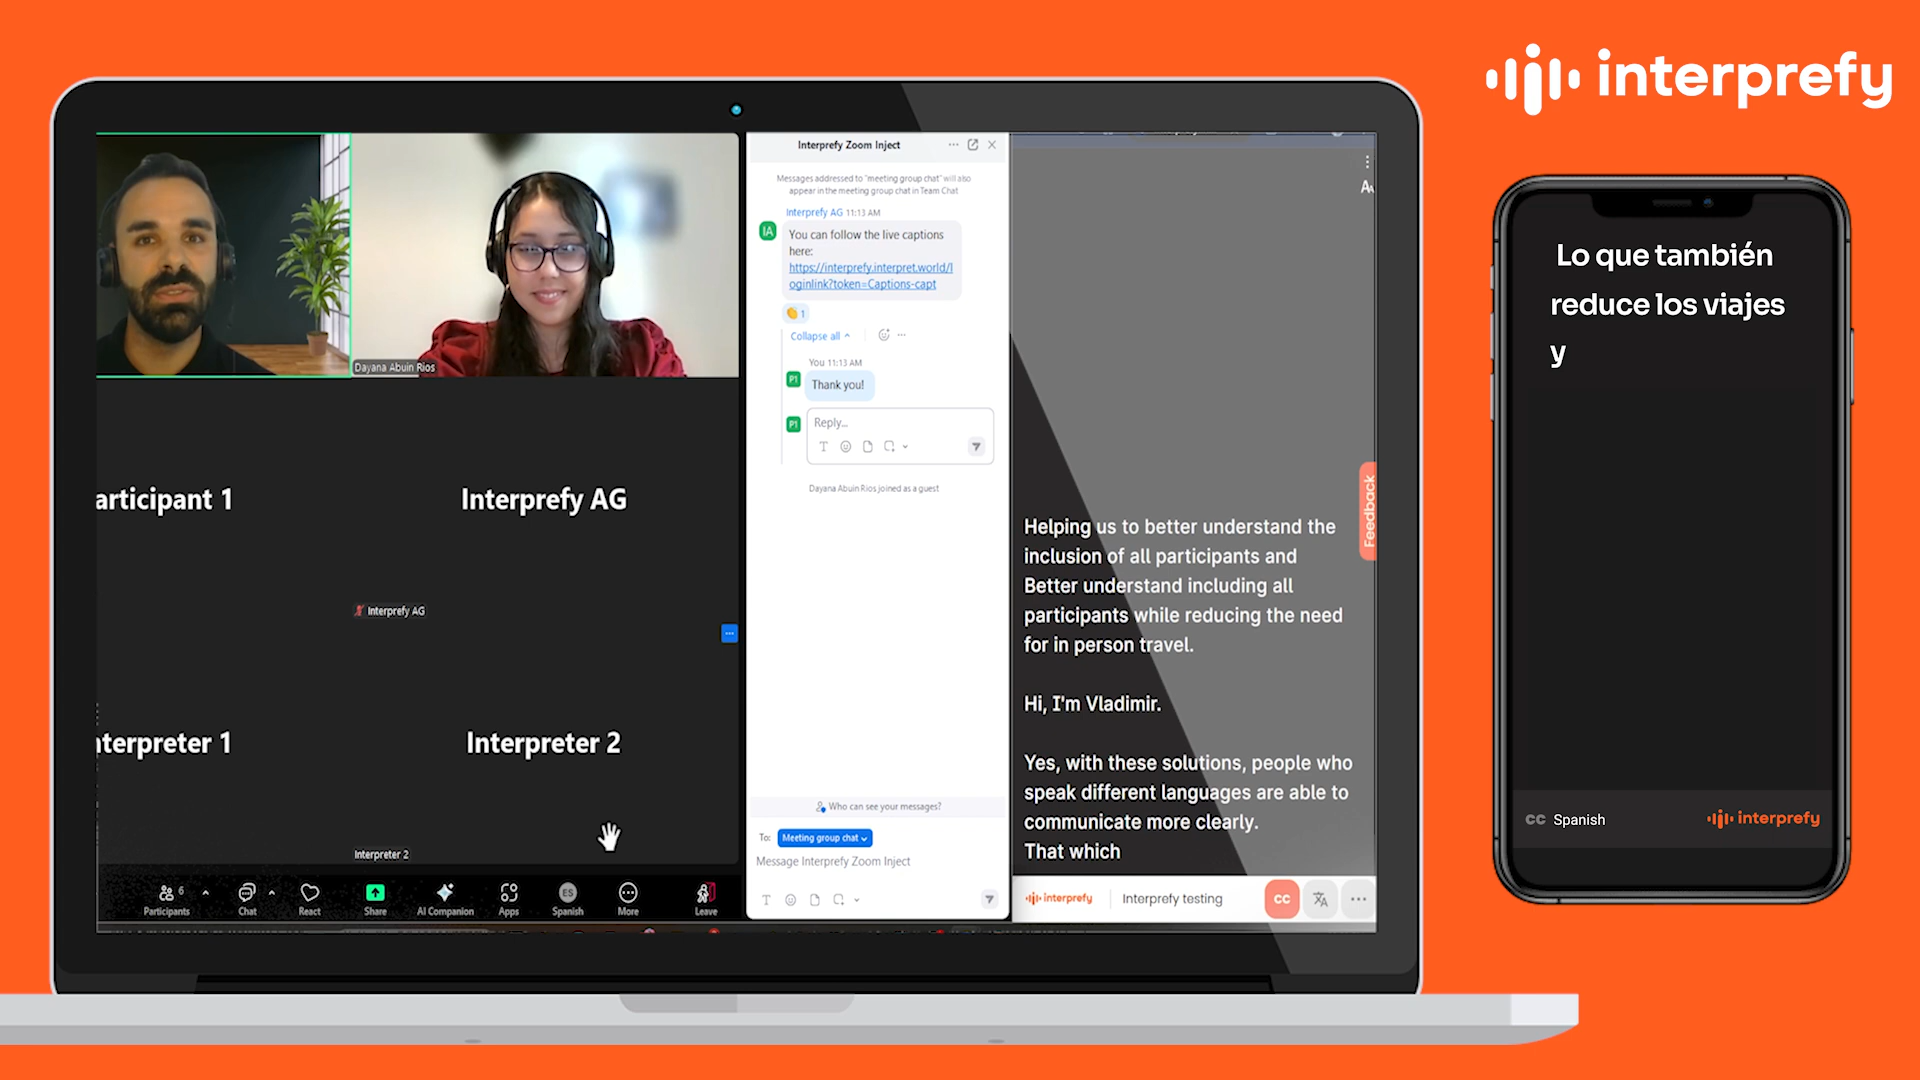 interprefy
Dayana Abuin Rios
articipant 1
Interprefy AG
Interprefy AG
nterpreter 1
Interpreter 2
Interpreter 2
6
Participants
Chat
React
Share
AI Companion
Apps
ES
Spanish
More
Leave
Interprefy Zoom Inject
Messages addressed to "meeting group chat" will also
appear in the meeting group chat in Team Chat
Interprefy AG 11:13 AM
IA
You can follow the live captions
here:
https://interprefy.interpret.world/l
oginlink?token=Captions-capt
1
Collapse all
You 11:13 AM
P1
Thank you!
P1
Reply...
Dayana Abuin Rios joined as a guest
Who can see your messages?
To: Meeting group chat
Message Interprefy Zoom Inject
AA
Feedback
Helping us to better understand the
inclusion of all participants and
Better understand including all
participants while reducing the need
for in person travel.
Hi, I'm Vladimir.
Yes, with these solutions, people who
speak different languages are able to
communicate more clearly.
That which
interprefy
Interprefy testing
CC
Lo que también
reduce los viajes
y
CC Spanish
interprefy